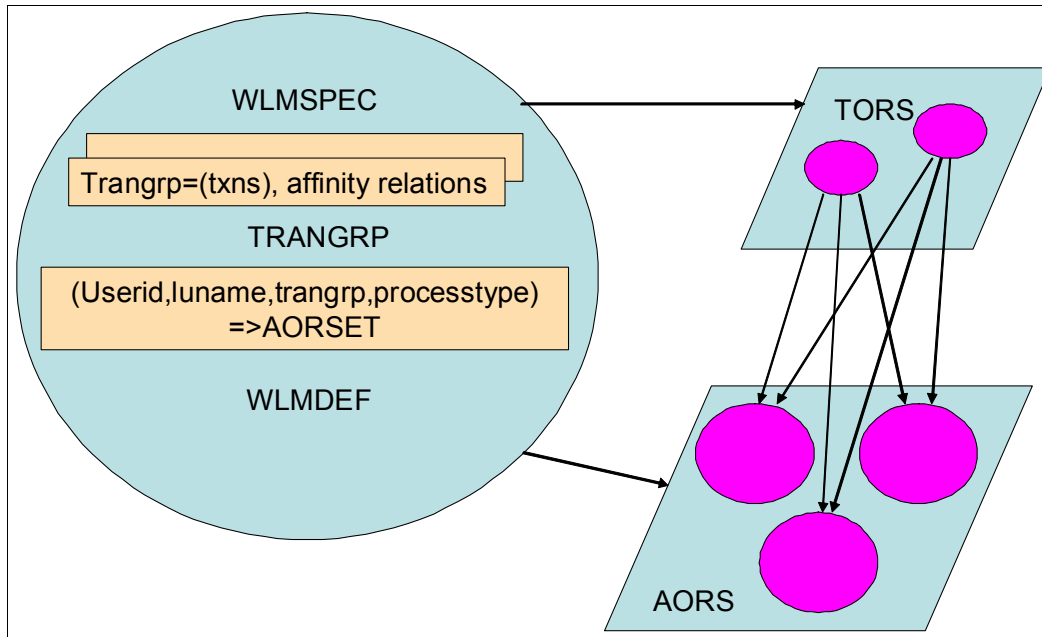 WLMSPEC
Trangrp=(txns), affinity relations
TRANGRP
(Userid,luname,trangrp,processtype)
=>AORSET
WLMDEF
TORS
AORS